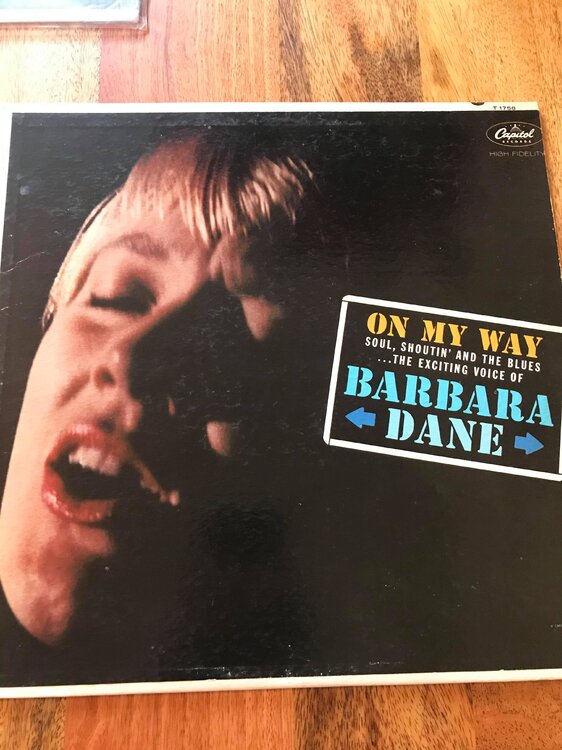 T 1758
Capitol
RECORDS
HIGH FIDELITY
ON MY WAY
SOUL, SHOUTIN' AND THE BLUES
...THE EXCITING VOICE OF
BARBARA
DANE